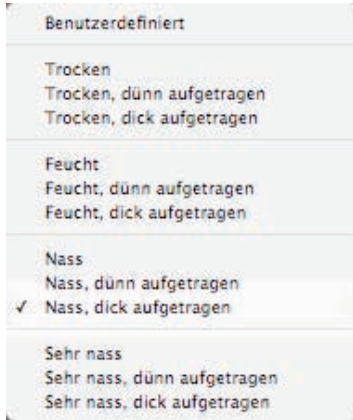 Benutzerdefiniert
Trocken
Trocken, dünn aufgetragen
Trocken, dick aufgetragen
Feucht
Feucht, dünn aufgetragen
Feucht, dick aufgetragen
Nass
Nass, dünn aufgetragen
✓ Nass, dick aufgetragen
Sehr nass
Sehr nass, dünn aufgetragen
Sehr nass, dick aufgetragen